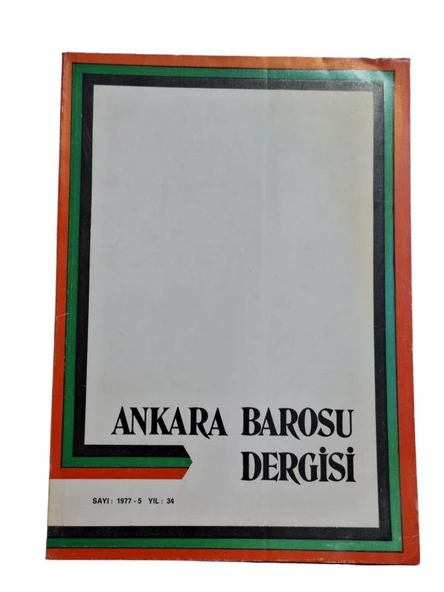 ANKARA BAROSU
DERGİSİ
SAYI: 1977-5 YIL: 34